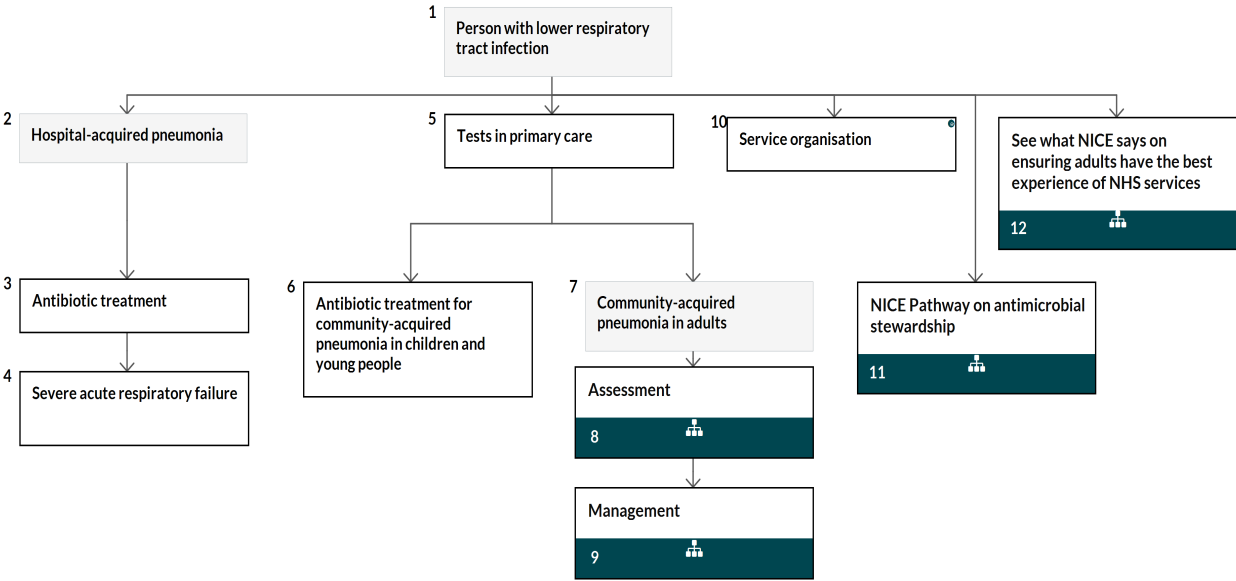 1
Person with lower respiratory
tract infection
2
Hospital-acquired pneumonia
5
Tests in primary care
10
Service organisation
See what NICE says on
ensuring adults have the best
experience of NHS services
12
3
Antibiotic treatment
6
Antibiotic treatment for
community-acquired
pneumonia in children and
young people
7
Community-acquired
pneumonia in adults
NICE Pathway on antimicrobial
stewardship
11
4
Severe acute respiratory failure
Assessment
8
Management
9